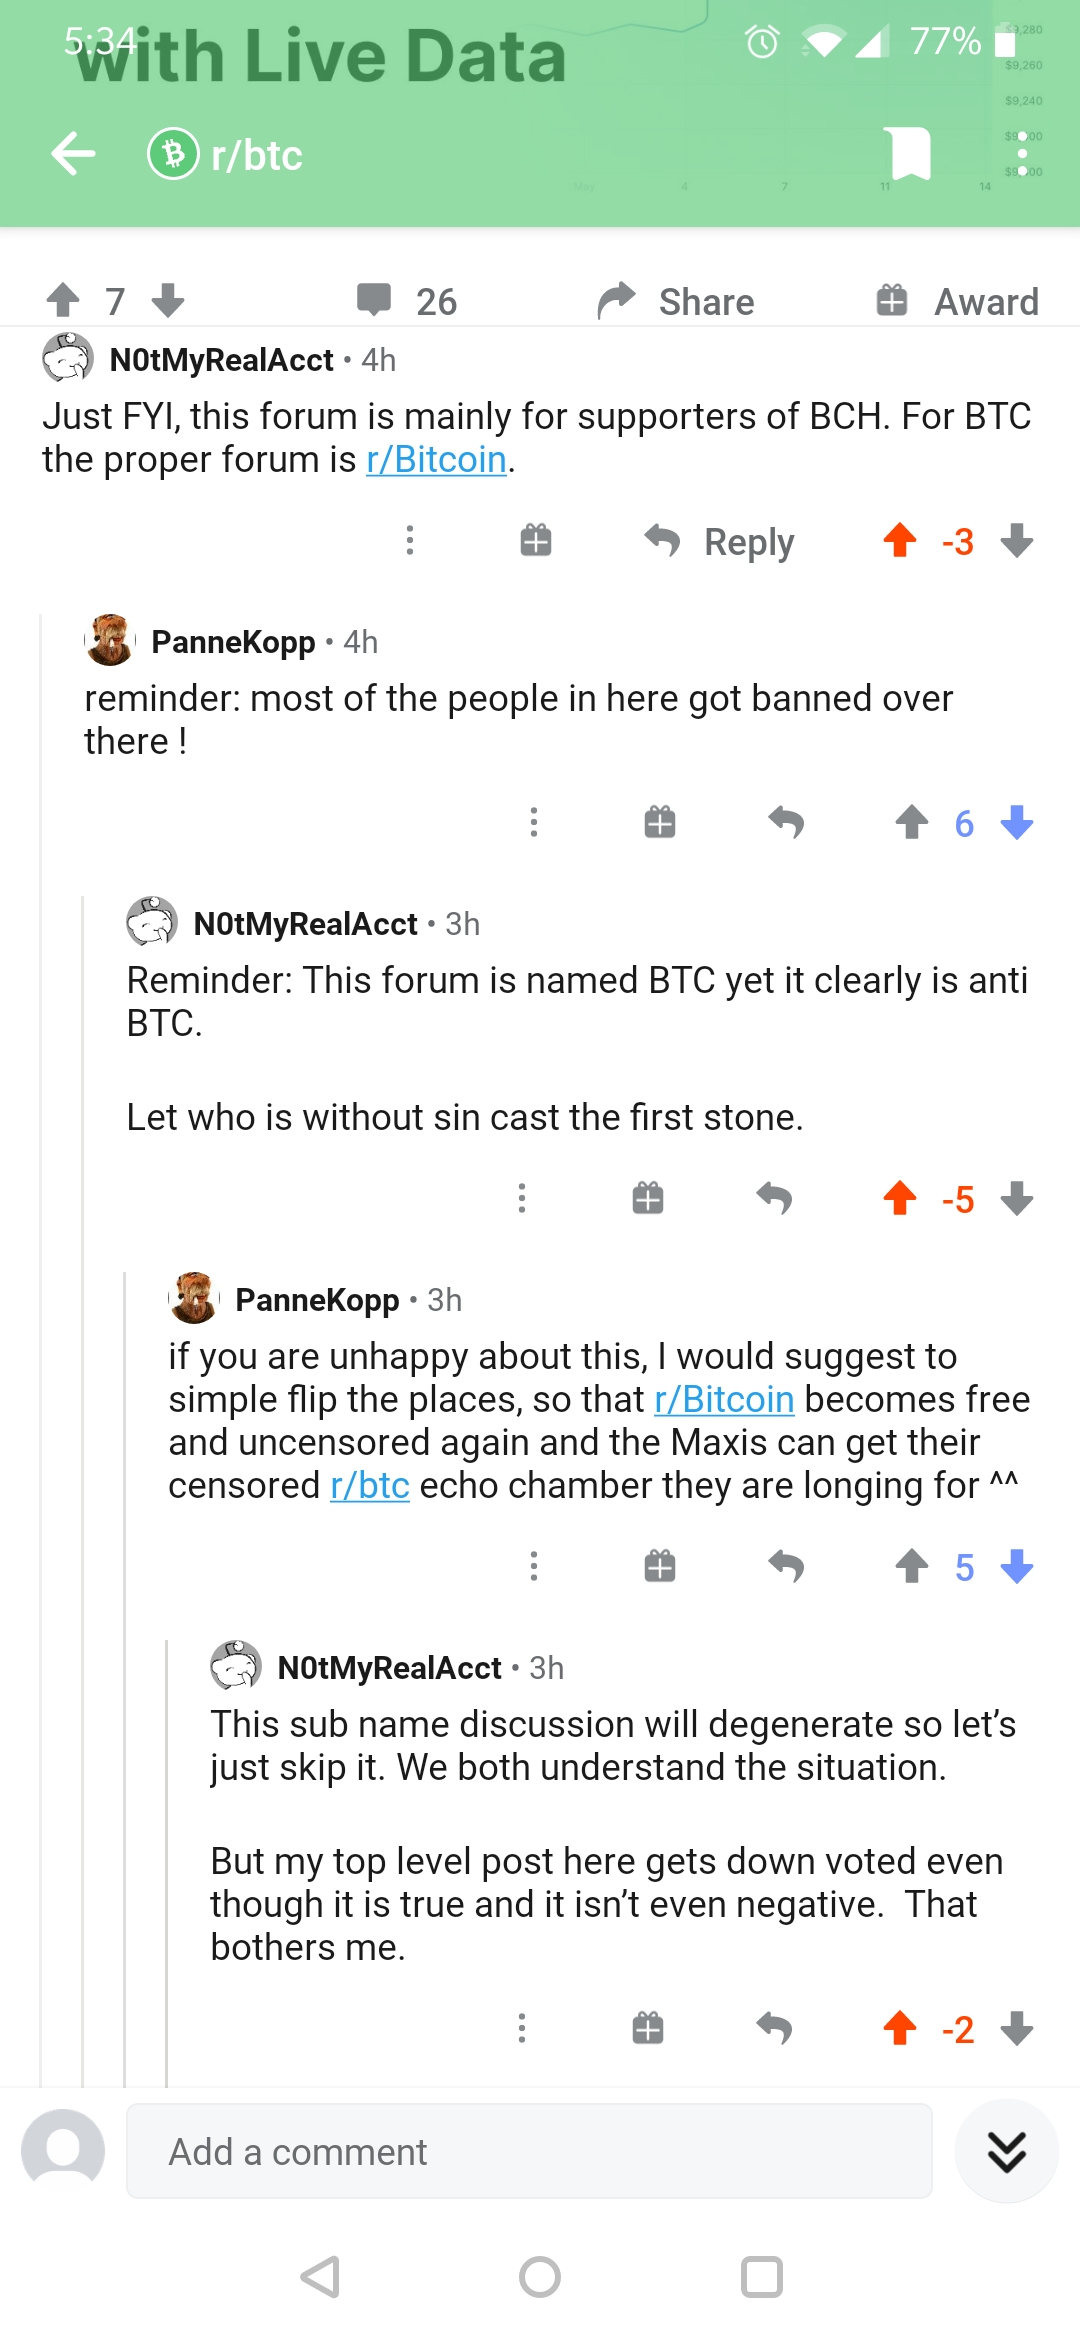 5:34
with Live Data
77%
$9,280
$9,260
$9,240
r/btc
May
4
7
11
14
7
26
Share
Award
N0tMyRealAcct • 4h
Just FYI, this forum is mainly for supporters of BCH. For BTC
the proper forum is r/Bitcoin.
Reply
-3
PanneKopp • 4h
reminder: most of the people in here got banned over
there !
6
N0tMyRealAcct • 3h
Reminder: This forum is named BTC yet it clearly is anti
BTC.
Let who is without sin cast the first stone.
-5
PanneKopp • 3h
if you are unhappy about this, I would suggest to
simple flip the places, so that r/Bitcoin becomes free
and uncensored again and the Maxis can get their
censored r/btc echo chamber they are longing for ^^
5
N0tMyRealAcct • 3h
This sub name discussion will degenerate so let’s
just skip it. We both understand the situation.
But my top level post here gets down voted even
though it is true and it isn’t even negative.  That
bothers me.
-2
Add a comment